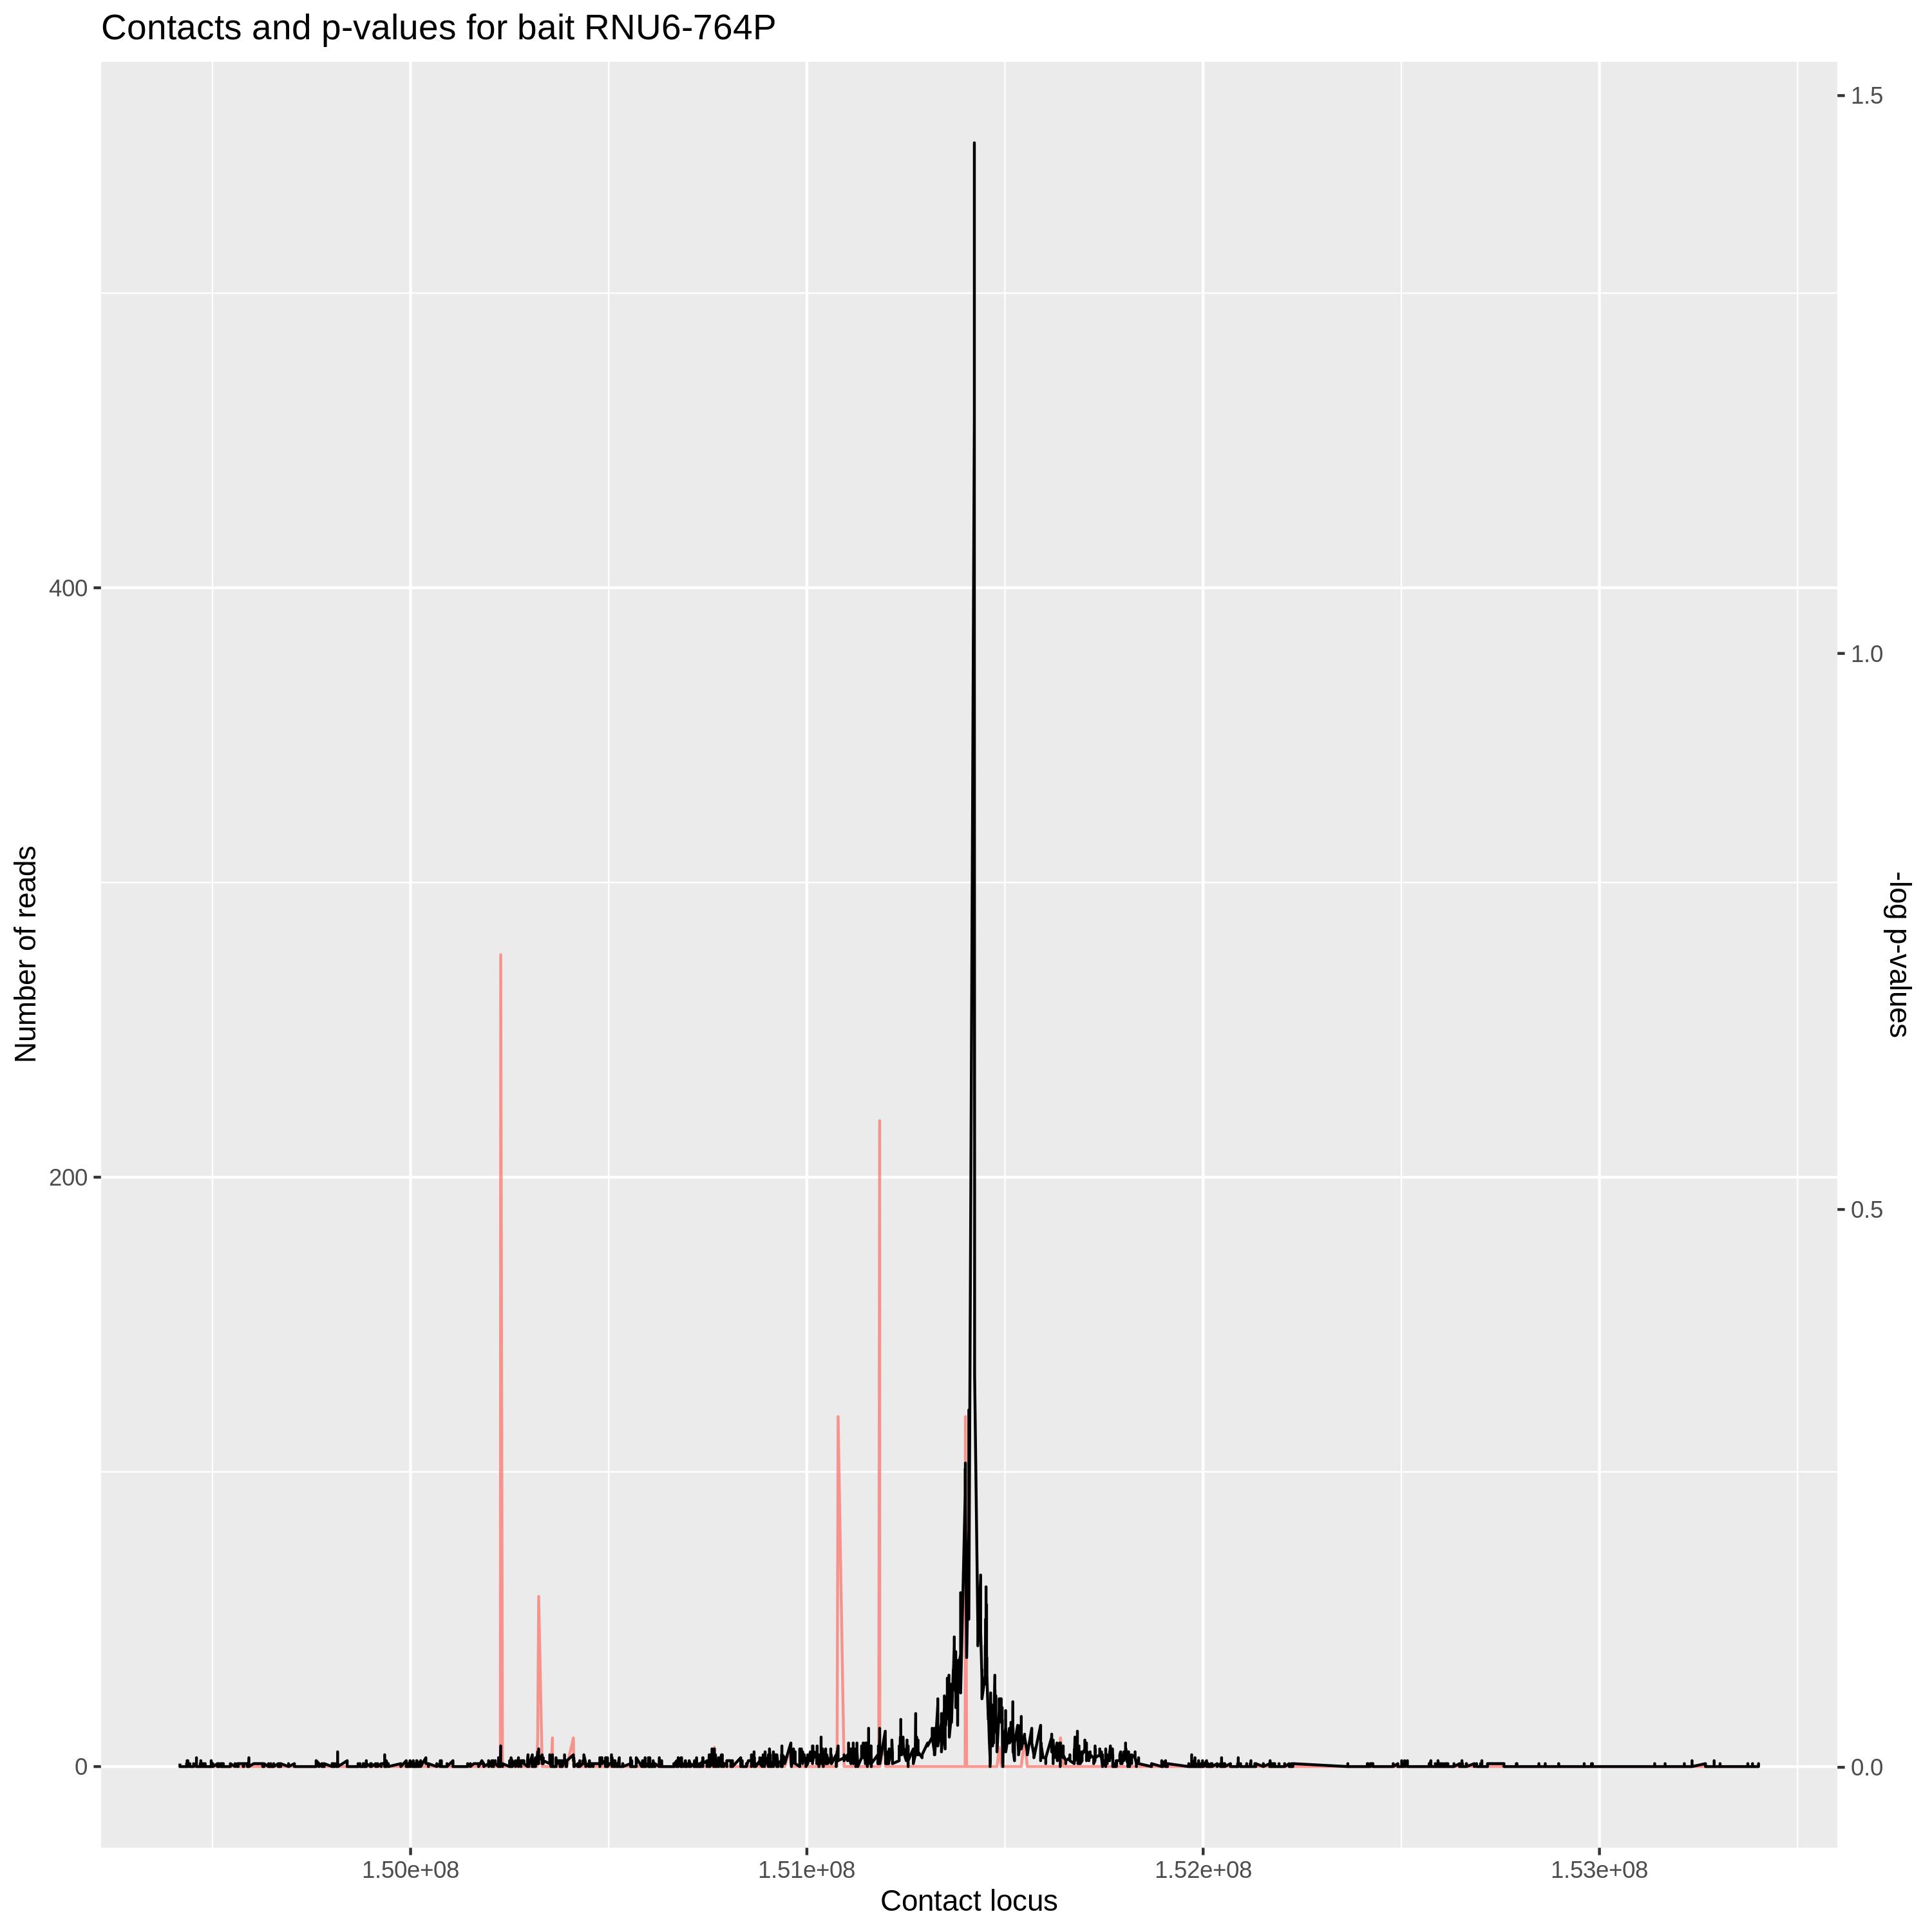 Contacts and p-values for bait RNU6-764P
1.5
400
1.0
Number of reads
-log p-values
200
0.5
0
0.0
1.50e+08
1.51e+08
1.52e+08
1.53e+08
Contact locus